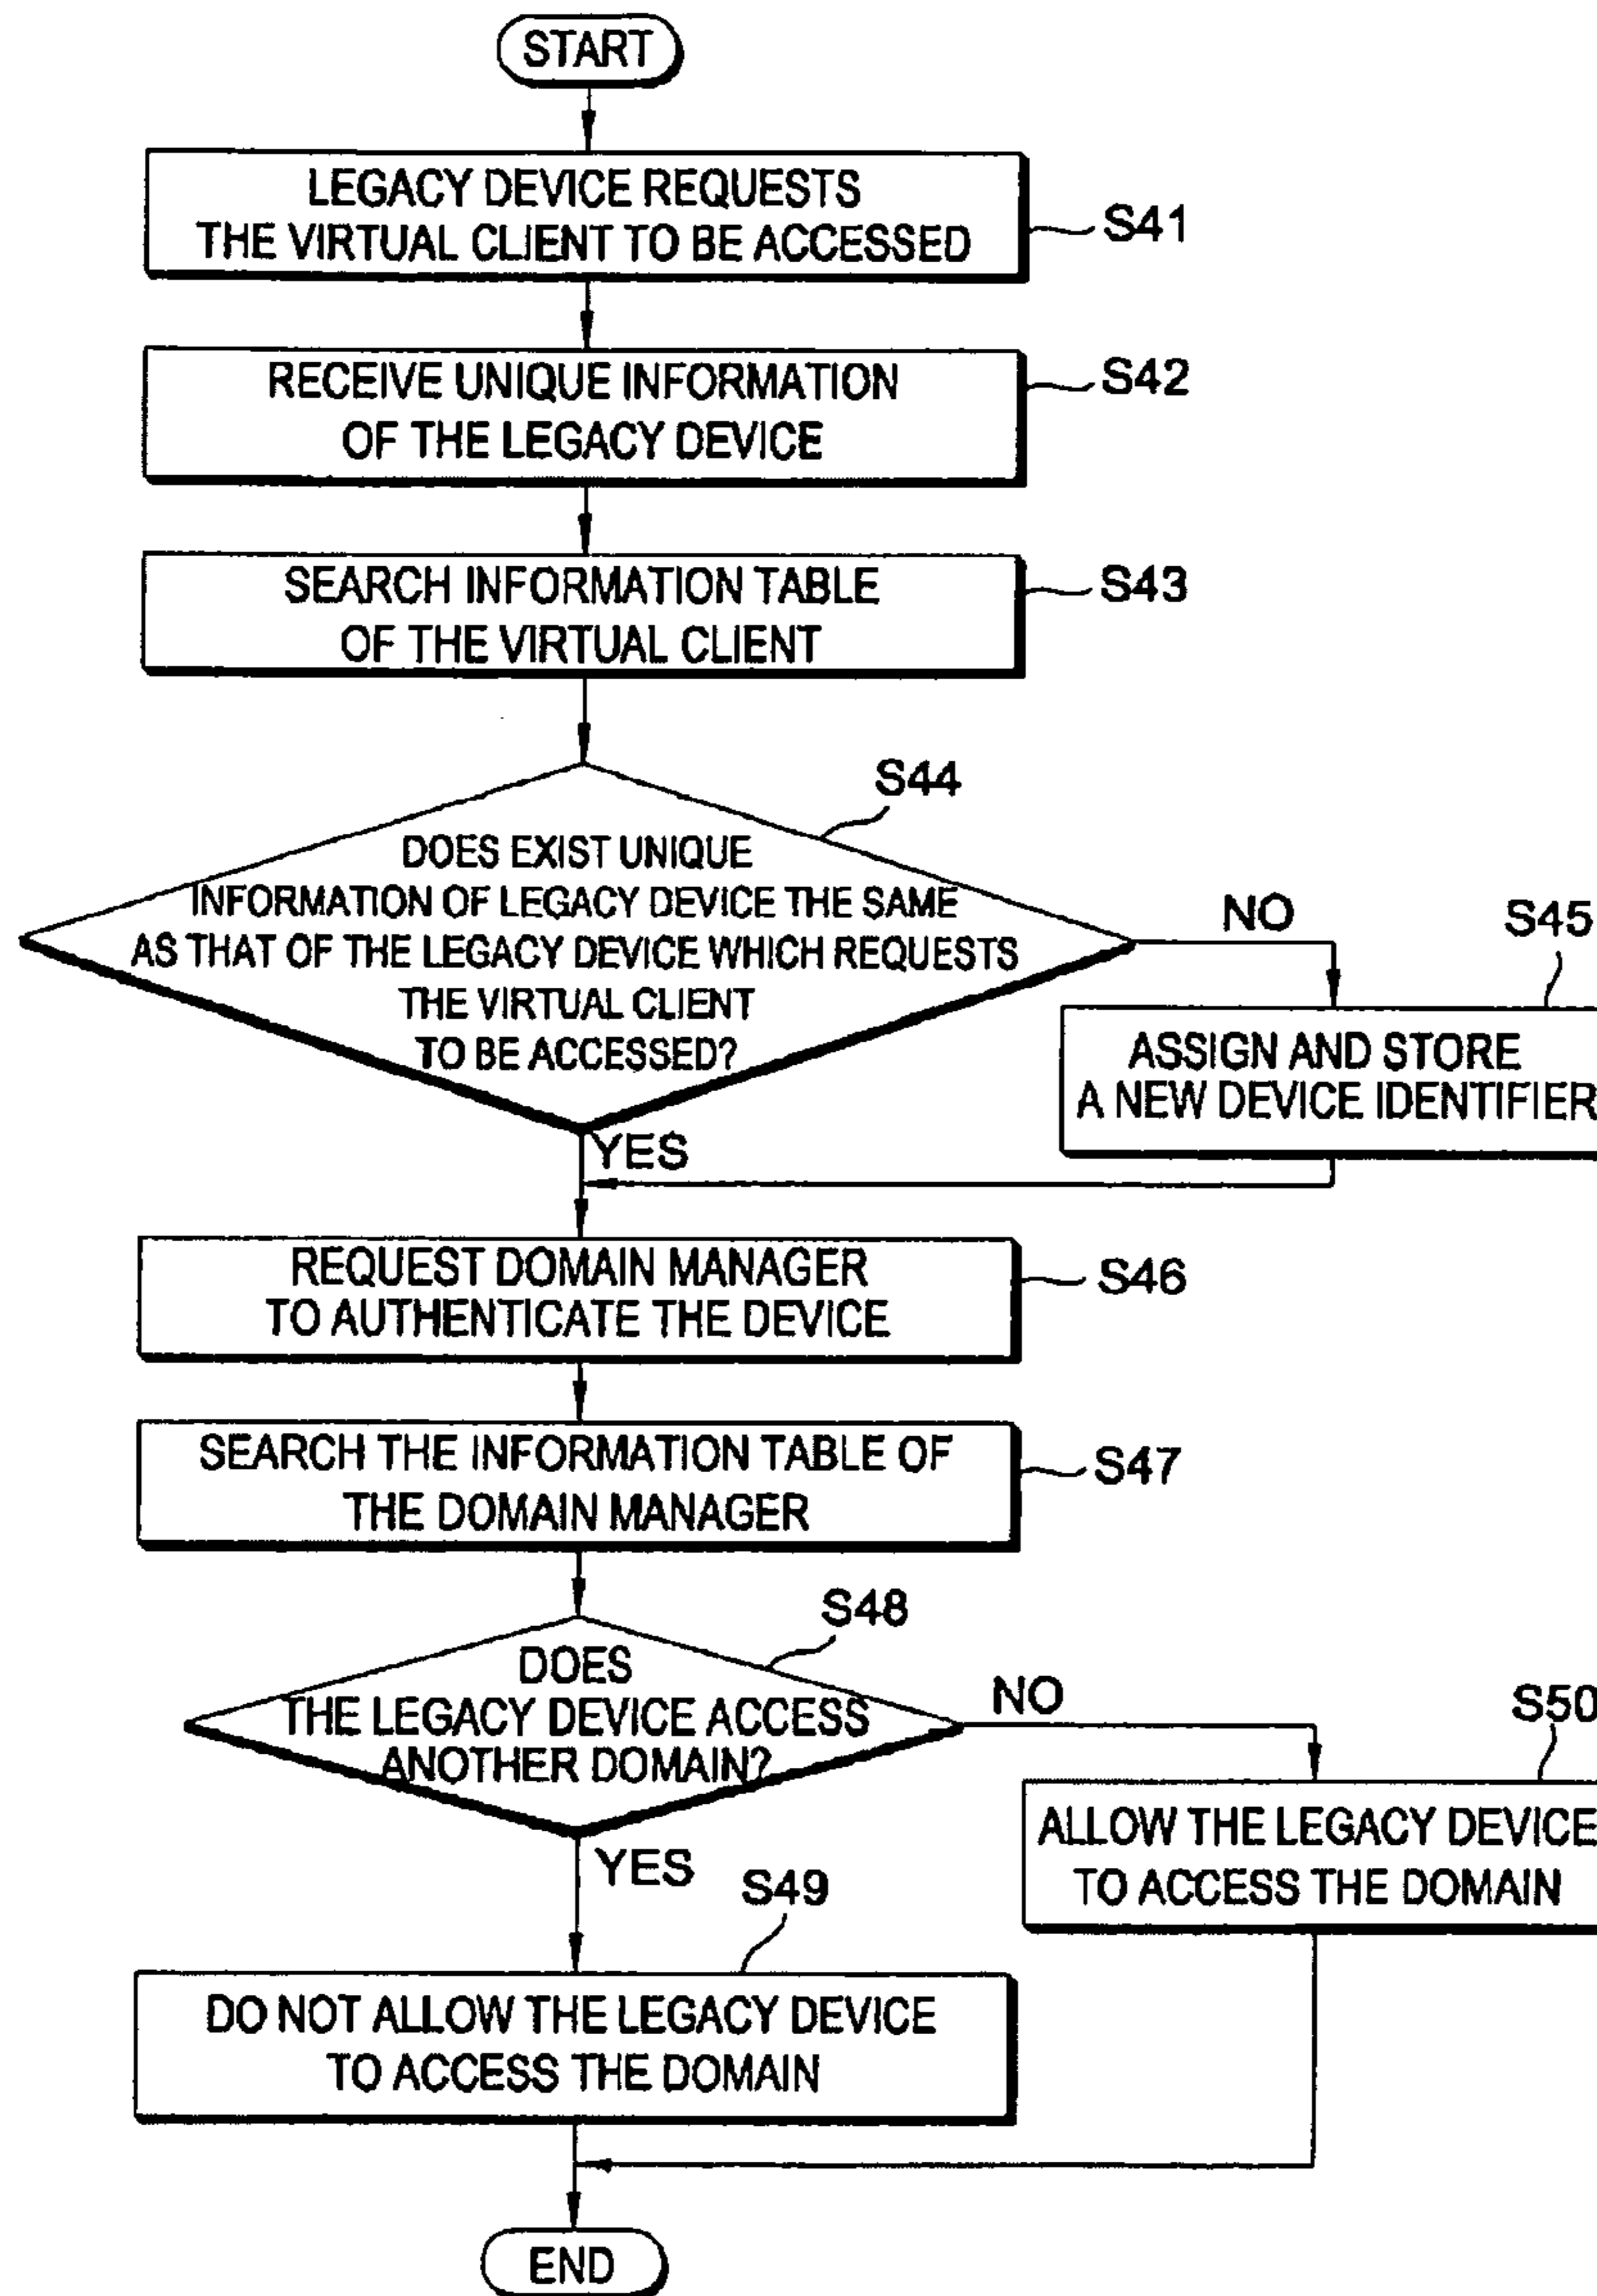 START
LEGACY DEVICE REQUESTS
THE VIRTUAL CLIENT TO BE ACCESSED
S41
RECEIVE UNIQUE INFORMATION
OF THE LEGACY DEVICE
S42
SEARCH INFORMATION TABLE
OF THE VIRTUAL CLIENT
S43
S44
DOES EXIST UNIQUE
INFORMATION OF LEGACY DEVICE THE SAME
AS THAT OF THE LEGACY DEVICE WHICH REQUESTS
THE VIRTUAL CLIENT
TO BE ACCESSED?
NO
S45
ASSIGN AND STORE
A NEW DEVICE IDENTIFIER
YES
REQUEST DOMAIN MANAGER
TO AUTHENTICATE THE DEVICE
S46
SEARCH THE INFORMATION TABLE OF
THE DOMAIN MANAGER
S47
S48
DOES
THE LEGACY DEVICE ACCESS
ANOTHER DOMAIN?
NO
S50
ALLOW THE LEGACY DEVICE
TO ACCESS THE DOMAIN
YES
S49
DO NOT ALLOW THE LEGACY DEVICE
TO ACCESS THE DOMAIN
END